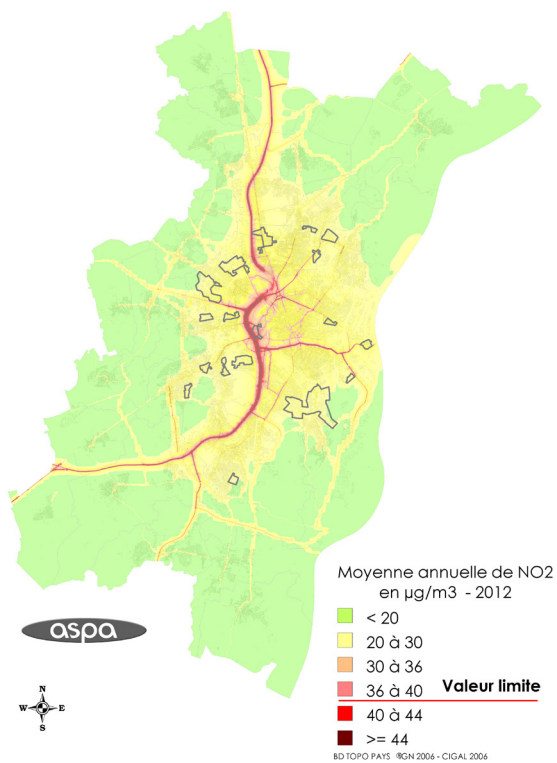 Moyenne annuelle de NO2
en µg/m3 - 2012
< 20
20 à 30
30 à 36
36 à 40
Valeur limite
40 à 44
>= 44
aspa
N
W E
S
BD TOPO PAYS ®GN 2006 - CIGAL 2006